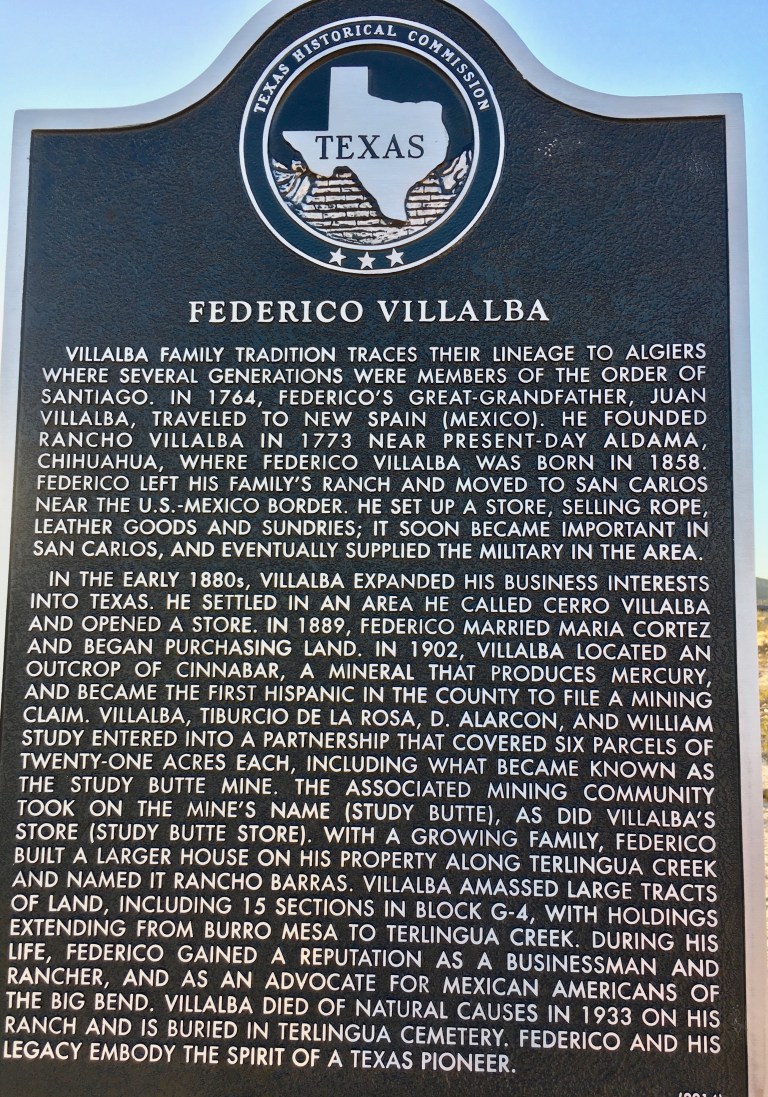 TEXAS HISTORICAL COMMISSION
TEXAS
FEDERICO VILLALBA
VILLALBA FAMILY TRADITION TRACES THEIR LINEAGE TO ALGIERS
WHERE SEVERAL GENERATIONS WERE MEMBERS OF THE ORDER OF
SANTIAGO. IN 1764, FEDERICO'S GREAT-GRANDFATHER, JUAN
VILLALBA, TRAVELED TO NEW SPAIN (MEXICO). HE FOUNDED
RANCHO VILLALBA IN 1773 NEAR PRESENT-DAY ALDAMA,
CHIHUAHUA, WHERE FEDERICO VILLALBA WAS BORN IN 1858.
FEDERICO LEFT HIS FAMILY'S RANCH AND MOVED TO SAN CARLOS
NEAR THE U.S.-MEXICO BORDER. HE SET UP A STORE, SELLING ROPE,
LEATHER GOODS AND SUNDRIES; IT SOON BECAME IMPORTANT IN
SAN CARLOS, AND EVENTUALLY SUPPLIED THE MILITARY IN THE AREA.
IN THE EARLY 1880s, VILLALBA EXPANDED HIS BUSINESS INTERESTS
INTO TEXAS. HE SETTLED IN AN AREA HE CALLED CERRO VILLALBA
AND OPENED A STORE. IN 1889, FEDERICO MARRIED MARIA CORTEZ
AND BEGAN PURCHASING LAND. IN 1902, VILLALBA LOCATED AN
OUTCROP OF CINNABAR, A MINERAL THAT PRODUCES MERCURY,
AND BECAME THE FIRST HISPANIC IN THE COUNTY TO FILE A MINING
CLAIM. VILLALBA, TIBURCIO DE LA ROSA, D. ALARCON, AND WILLIAM
STUDY ENTERED INTO A PARTNERSHIP THAT COVERED SIX PARCELS OF
TWENTY-ONE ACRES EACH, INCLUDING WHAT BECAME KNOWN AS
THE STUDY BUTTE MINE. THE ASSOCIATED MINING COMMUNITY
TOOK ON THE MINE'S NAME (STUDY BUTTE), AS DID VILLALBA'S
STORE (STUDY BUTTE STORE). WITH A GROWING FAMILY, FEDERICO
BUILT A LARGER HOUSE ON HIS PROPERTY ALONG TERLINGUA CREEK
AND NAMED IT RANCHO BARRAS. VILLALBA AMASSED LARGE TRACTS
OF LAND, INCLUDING 15 SECTIONS IN BLOCK G-4, WITH HOLDINGS
EXTENDING FROM BURRO MESA TO TERLINGUA CREEK. DURING HIS
LIFE, FEDERICO GAINED A REPUTATION AS A BUSINESSMAN AND
RANCHER, AND AS AN ADVOCATE FOR MEXICAN AMERICANS OF
THE BIG BEND. VILLALBA DIED OF NATURAL CAUSES IN 1933 ON HIS
RANCH AND IS BURIED IN TERLINGUA CEMETERY. FEDERICO AND HIS
LEGACY EMBODY THE SPIRIT OF A TEXAS PIONEER.